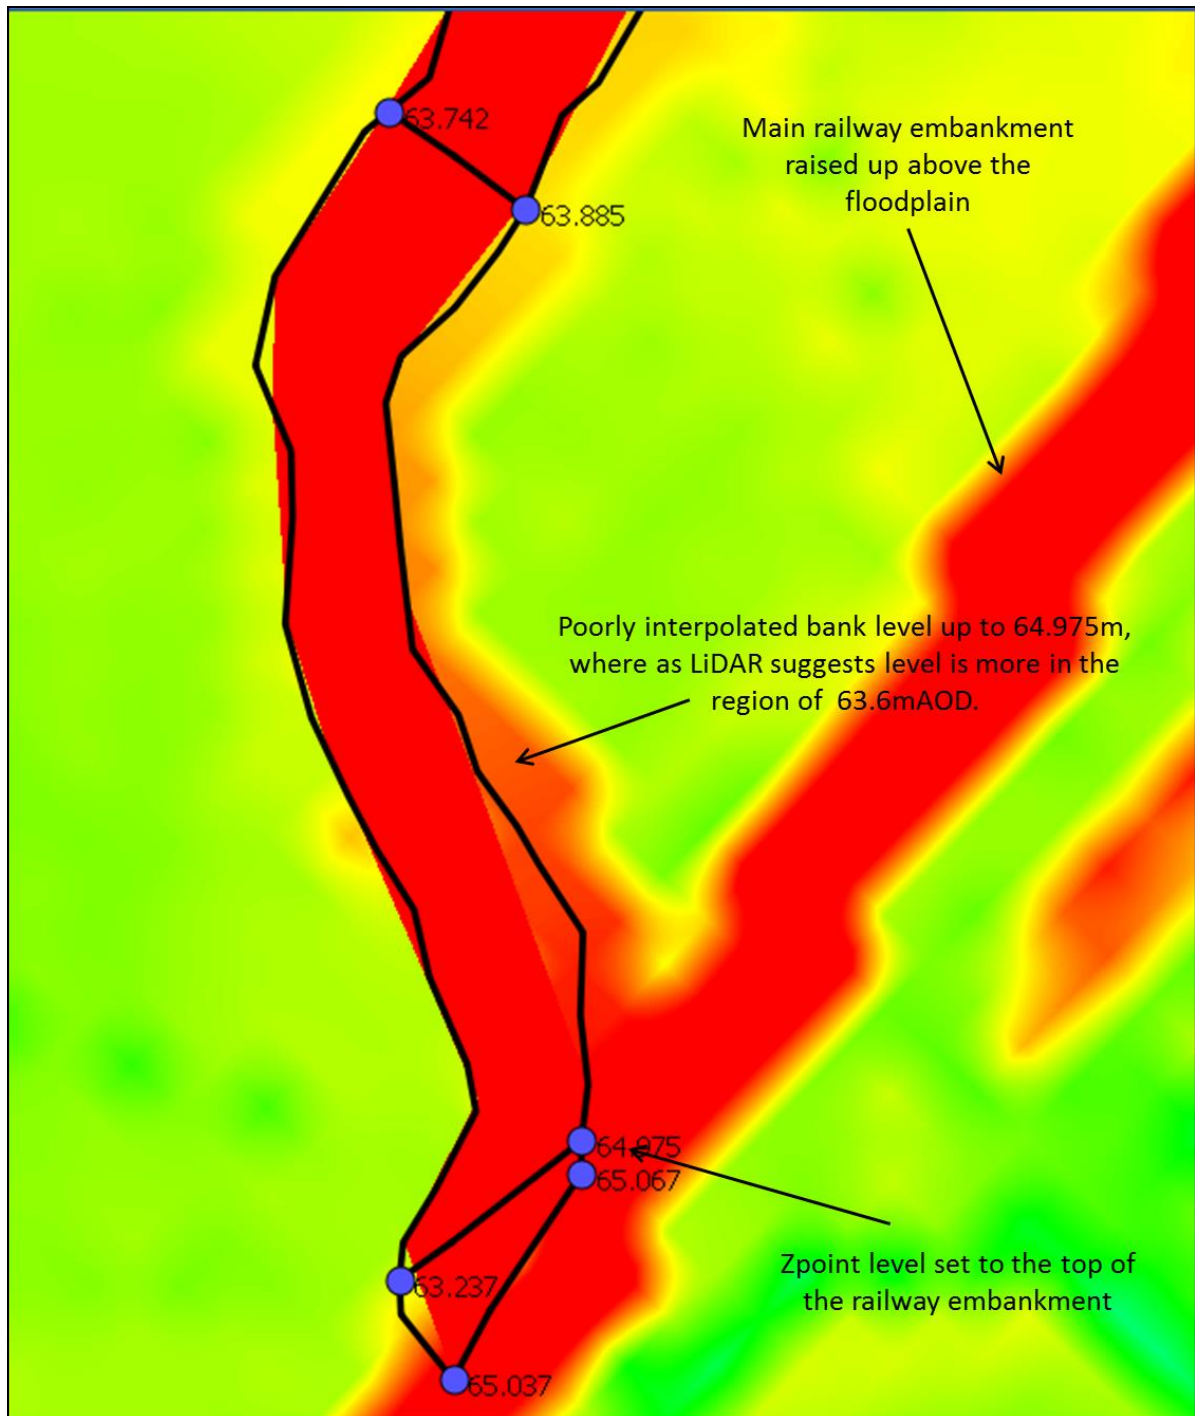 63.742
Main railway embankment
raised up above the
floodplain
63.885
Poorly interpolated bank level up to 64.975m,
where as LiDAR suggests level is more in the
region of  63.6mAOD.
64.975
65.067
Zpoint level set to the top of
the railway embankment
63.237
65.037